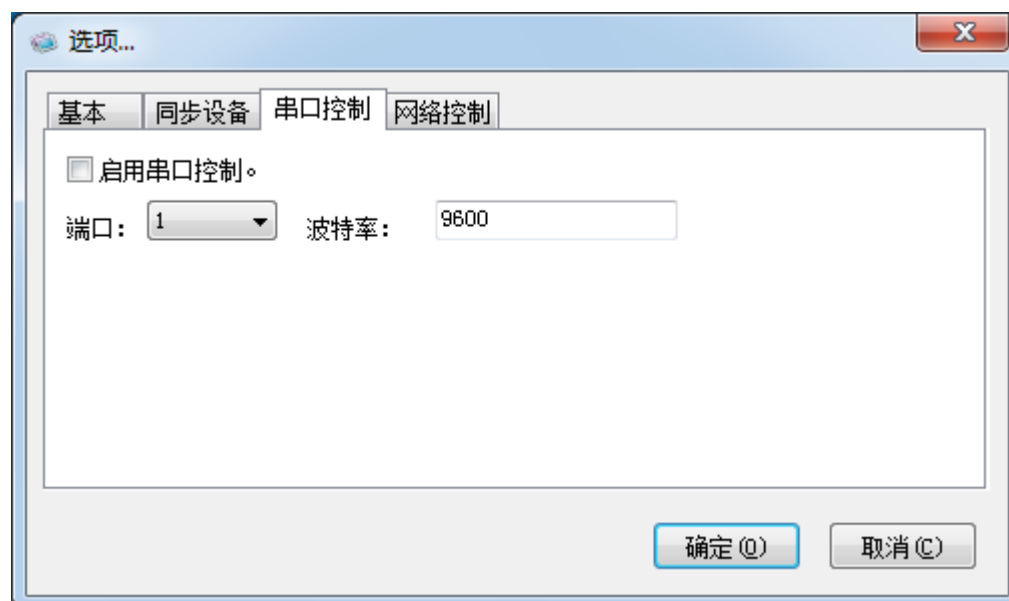 选项...
基本 同步设备 串口控制 网络控制
启用串口控制。
端口： 1 波特率： 9600
确定(O) 取消(C)